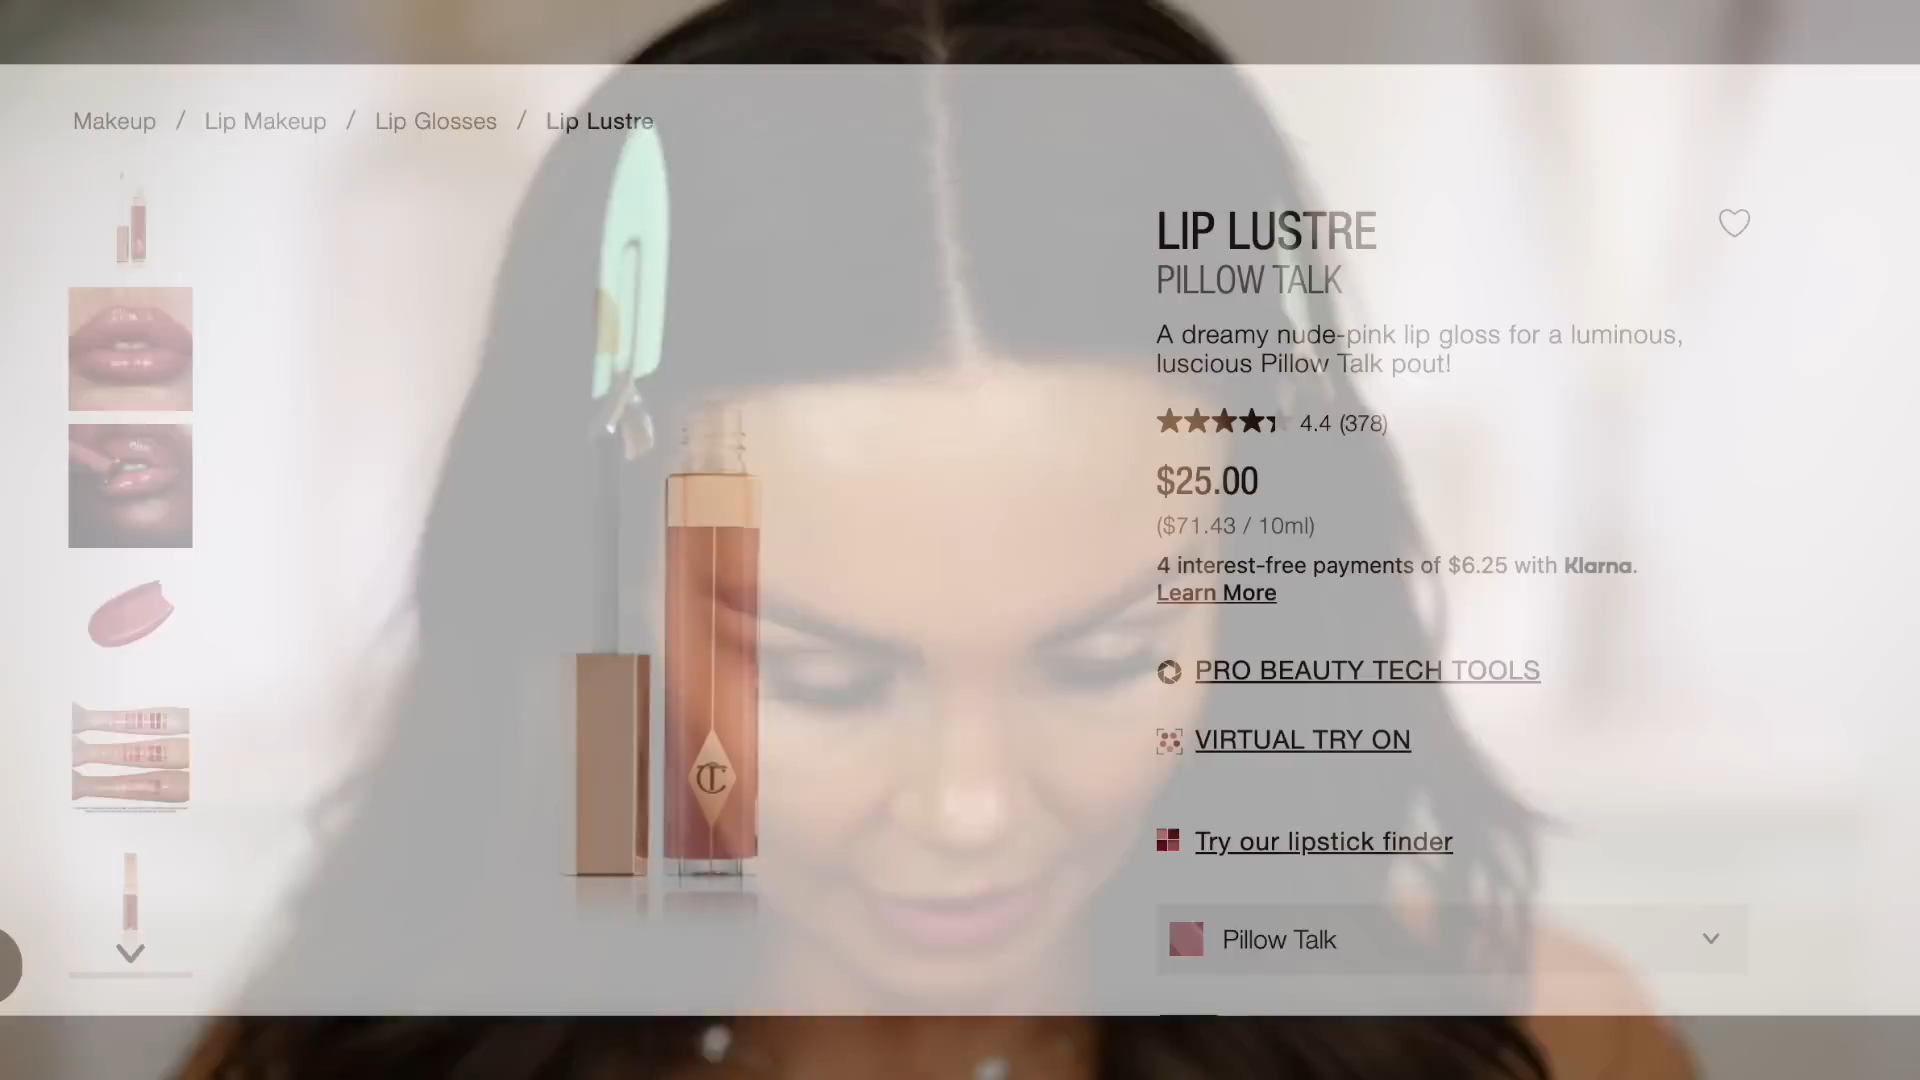 Makeup / Lip Makeup / Lip Glosses / Lip Lustre
LIP LUSTRE
PILLOW TALK
A dreamy nude-pink lip gloss for a luminous,
luscious Pillow Talk pout!
4.4 (378)
$25.00
($71.43 / 10ml)
4 interest-free payments of $6.25 with Klarna.
Learn More
PRO BEAUTY TECH TOOLS
VIRTUAL TRY ON
Try our lipstick finder
Pillow Talk
CT